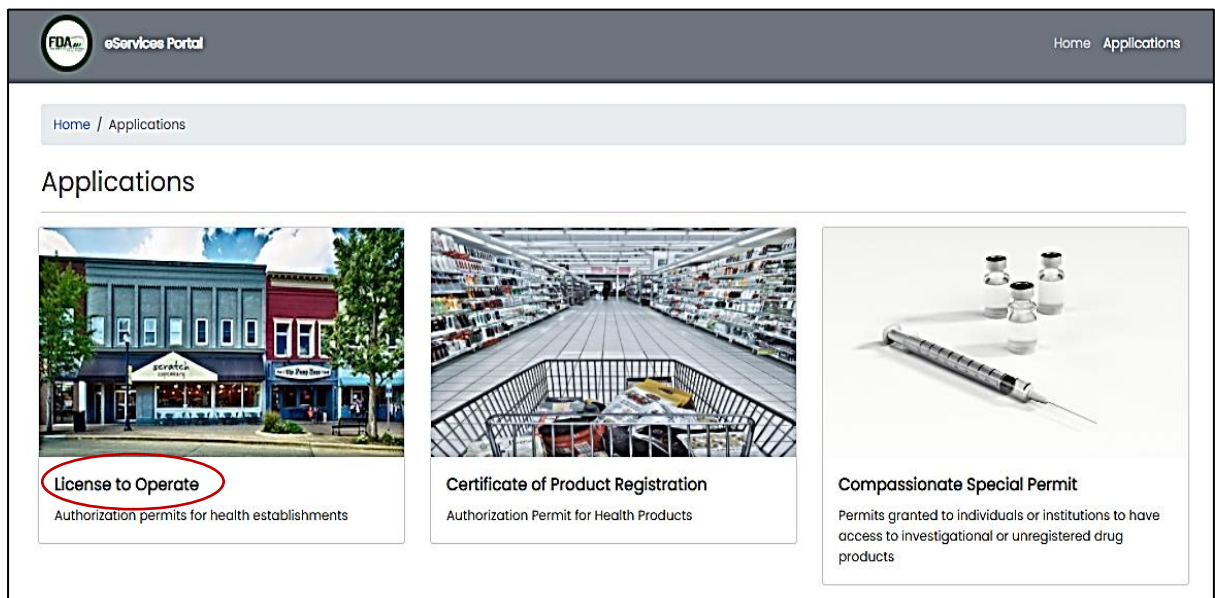 FDA
eServices Portal
Home Applications
Home / Applications
Applications
scratch
License to Operate
Authorization permits for health establishments
Certificate of Product Registration
Authorization Permit for Health Products
Compassionate Special Permit
Permits granted to individuals or institutions to have
access to investigational or unregistered drug
products